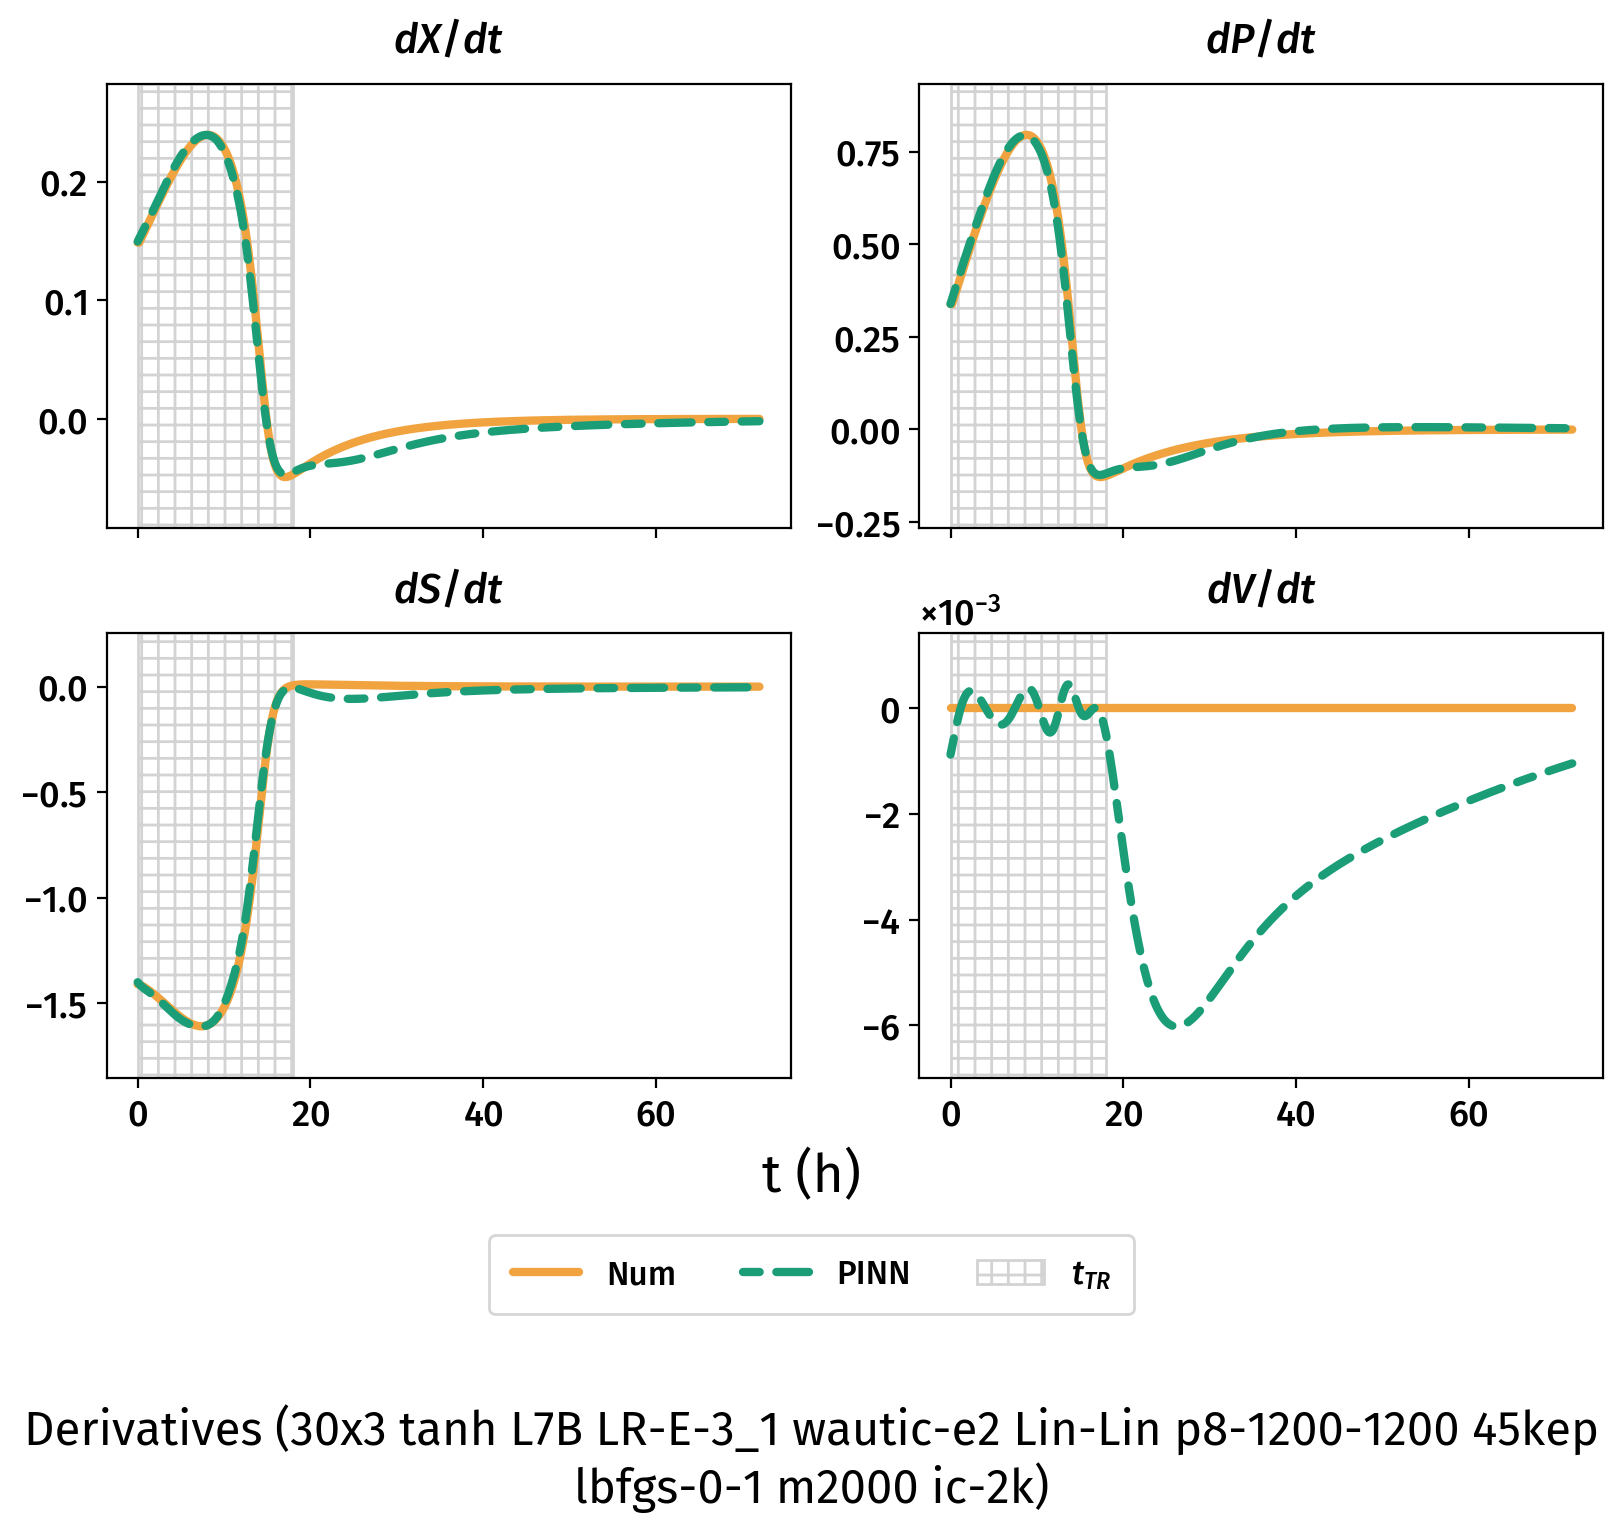 dX/dt
dP/dt
0.2
0.1
0.0
0.75
0.50
0.25
0.00
−0.25
dS/dt
dV/dt
×10⁻³
0.0
−0.5
−1.0
−1.5
0
−2
−4
−6
0 20 40 60
0 20 40 60
t (h)
Num PINN t_TR
Derivatives (30x3 tanh L7B LR-E-3_1 wautic-e2 Lin-Lin p8-1200-1200 45kep
lbfgs-0-1 m2000 ic-2k)